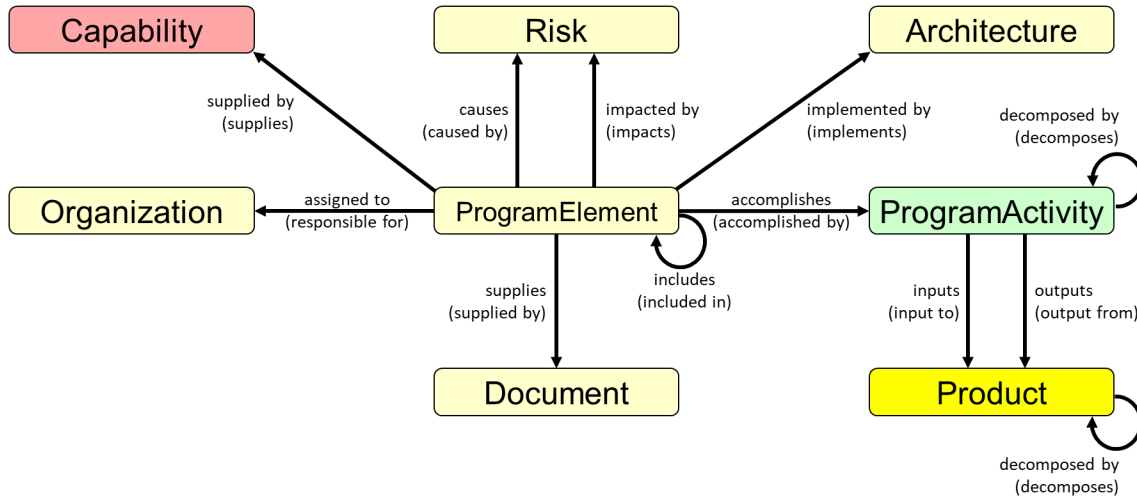 Capability
Risk
Architecture
supplied by
(supplies)
causes
(caused by)
impacted by
(impacts)
implemented by
(implements)
decomposed by
(decomposes)
Organization
assigned to
(responsible for)
ProgramElement
accomplishes
(accomplished by)
ProgramActivity
includes
(included in)
supplies
(supplied by)
inputs
(input to)
outputs
(output from)
Document
Product
decomposed by
(decomposes)